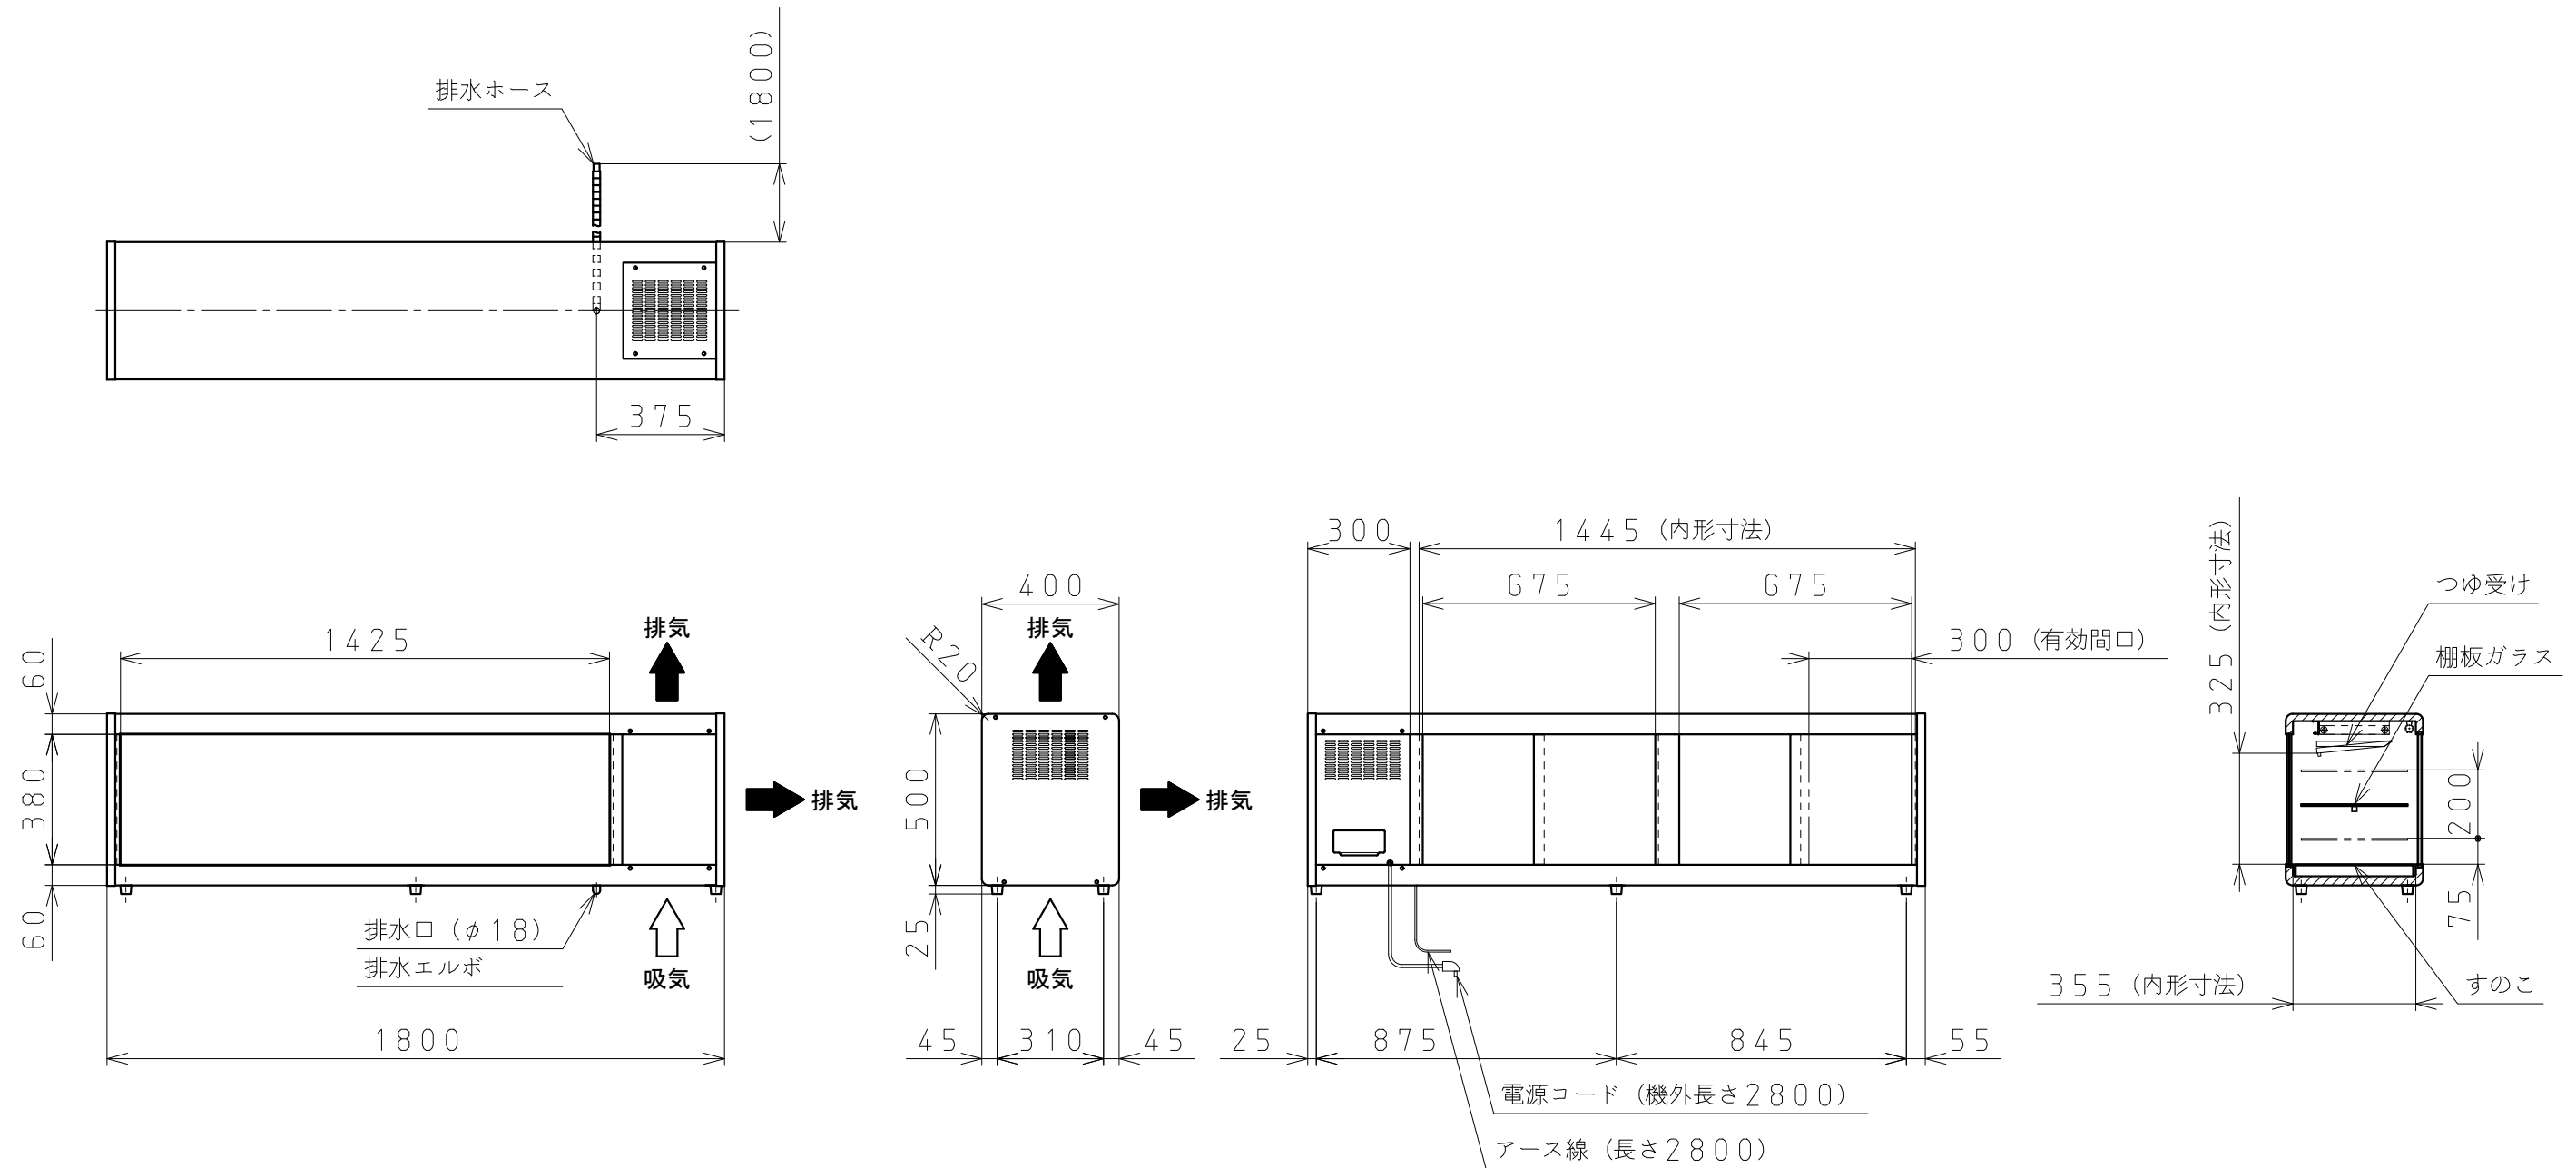 (1800)
排水ホース
375
300
1445 (内形寸法)
400
675
675
325 (内形寸法)
つゆ受け
排気
排気
1425
R20
300 (有効間口)
棚板ガラス
60
380
60
排気
500
25
排気
200
75
排水口 (φ18)
排水エルボ
吸気
吸気
355 (内形寸法)
すのこ
1800
45
310
45
25
875
845
55
電源コード (機外長さ2800)
アース線 (長さ2800)